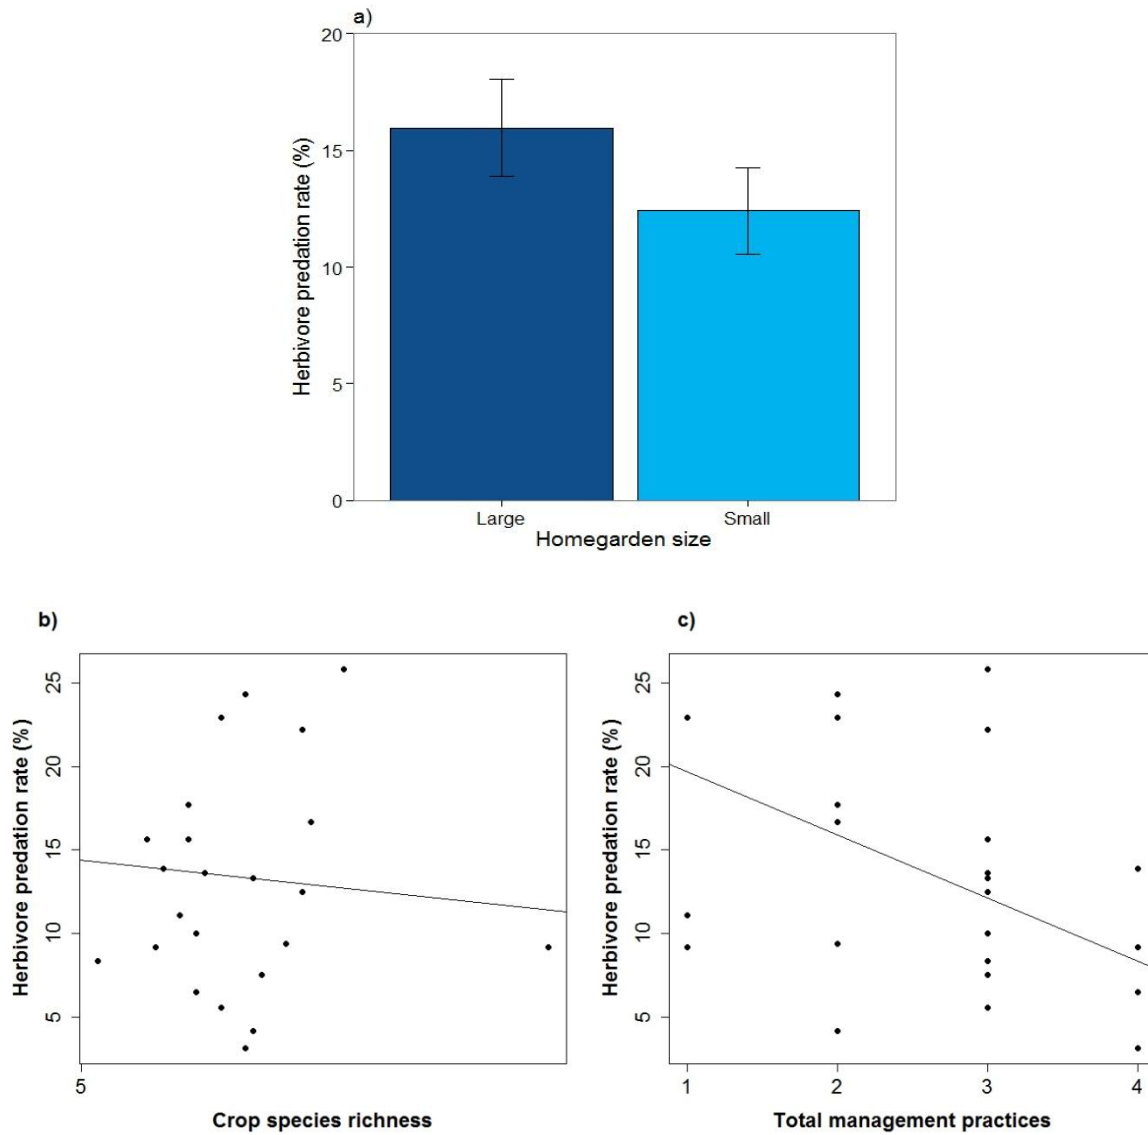 a)
Herbivore predation rate (%)
20
15
10
5
0
Large Small
Homegarden size
b)
Herbivore predation rate (%)
25
20
15
10
5
5
Crop species richness
c)
Herbivore predation rate (%)
25
20
15
10
5
1 2 3 4
Total management practices